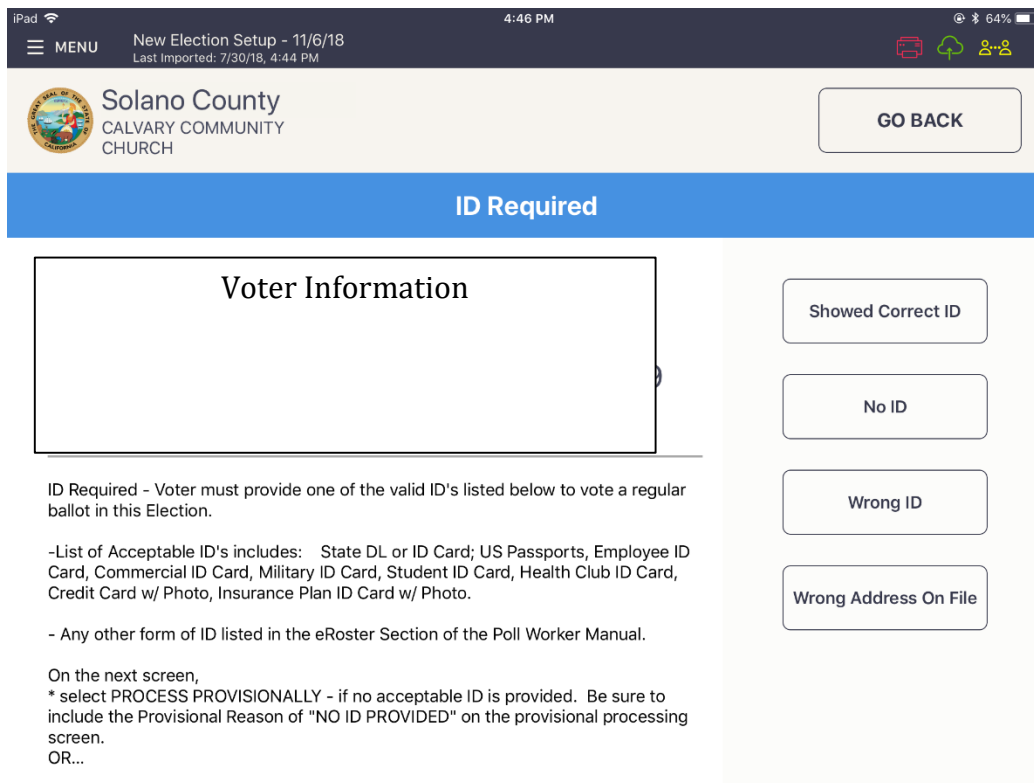 iPad 4:46 PM 64%
MENU New Election Setup - 11/6/18
Last Imported: 7/30/18, 4:44 PM
Solano County
CALVARY COMMUNITY
CHURCH
GO BACK
ID Required
Voter Information
ID Required - Voter must provide one of the valid ID's listed below to vote a regular
ballot in this Election.
-List of Acceptable ID's includes: State DL or ID Card; US Passports, Employee ID
Card, Commercial ID Card, Military ID Card, Student ID Card, Health Club ID Card,
Credit Card w/ Photo, Insurance Plan ID Card w/ Photo.
- Any other form of ID listed in the eRoster Section of the Poll Worker Manual.
On the next screen,
* select PROCESS PROVISIONALLY - if no acceptable ID is provided. Be sure to
include the Provisional Reason of "NO ID PROVIDED" on the provisional processing
screen.
OR...
Showed Correct ID
No ID
Wrong ID
Wrong Address On File